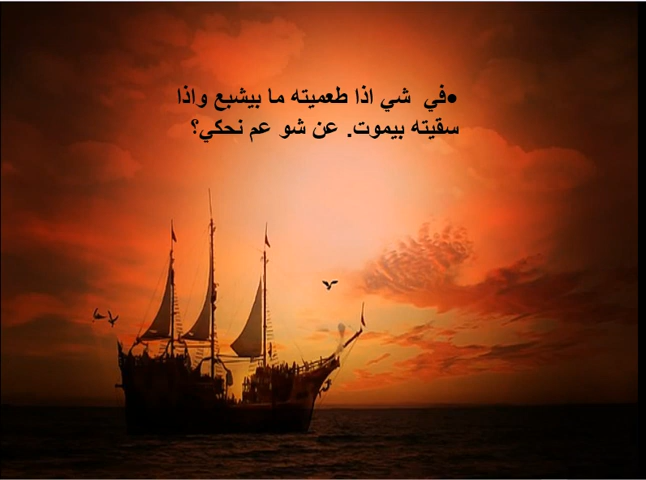 •في شي اذا طعميته ما بيشبع واذا
سقيته بيموت. عن شو عم نحكي؟